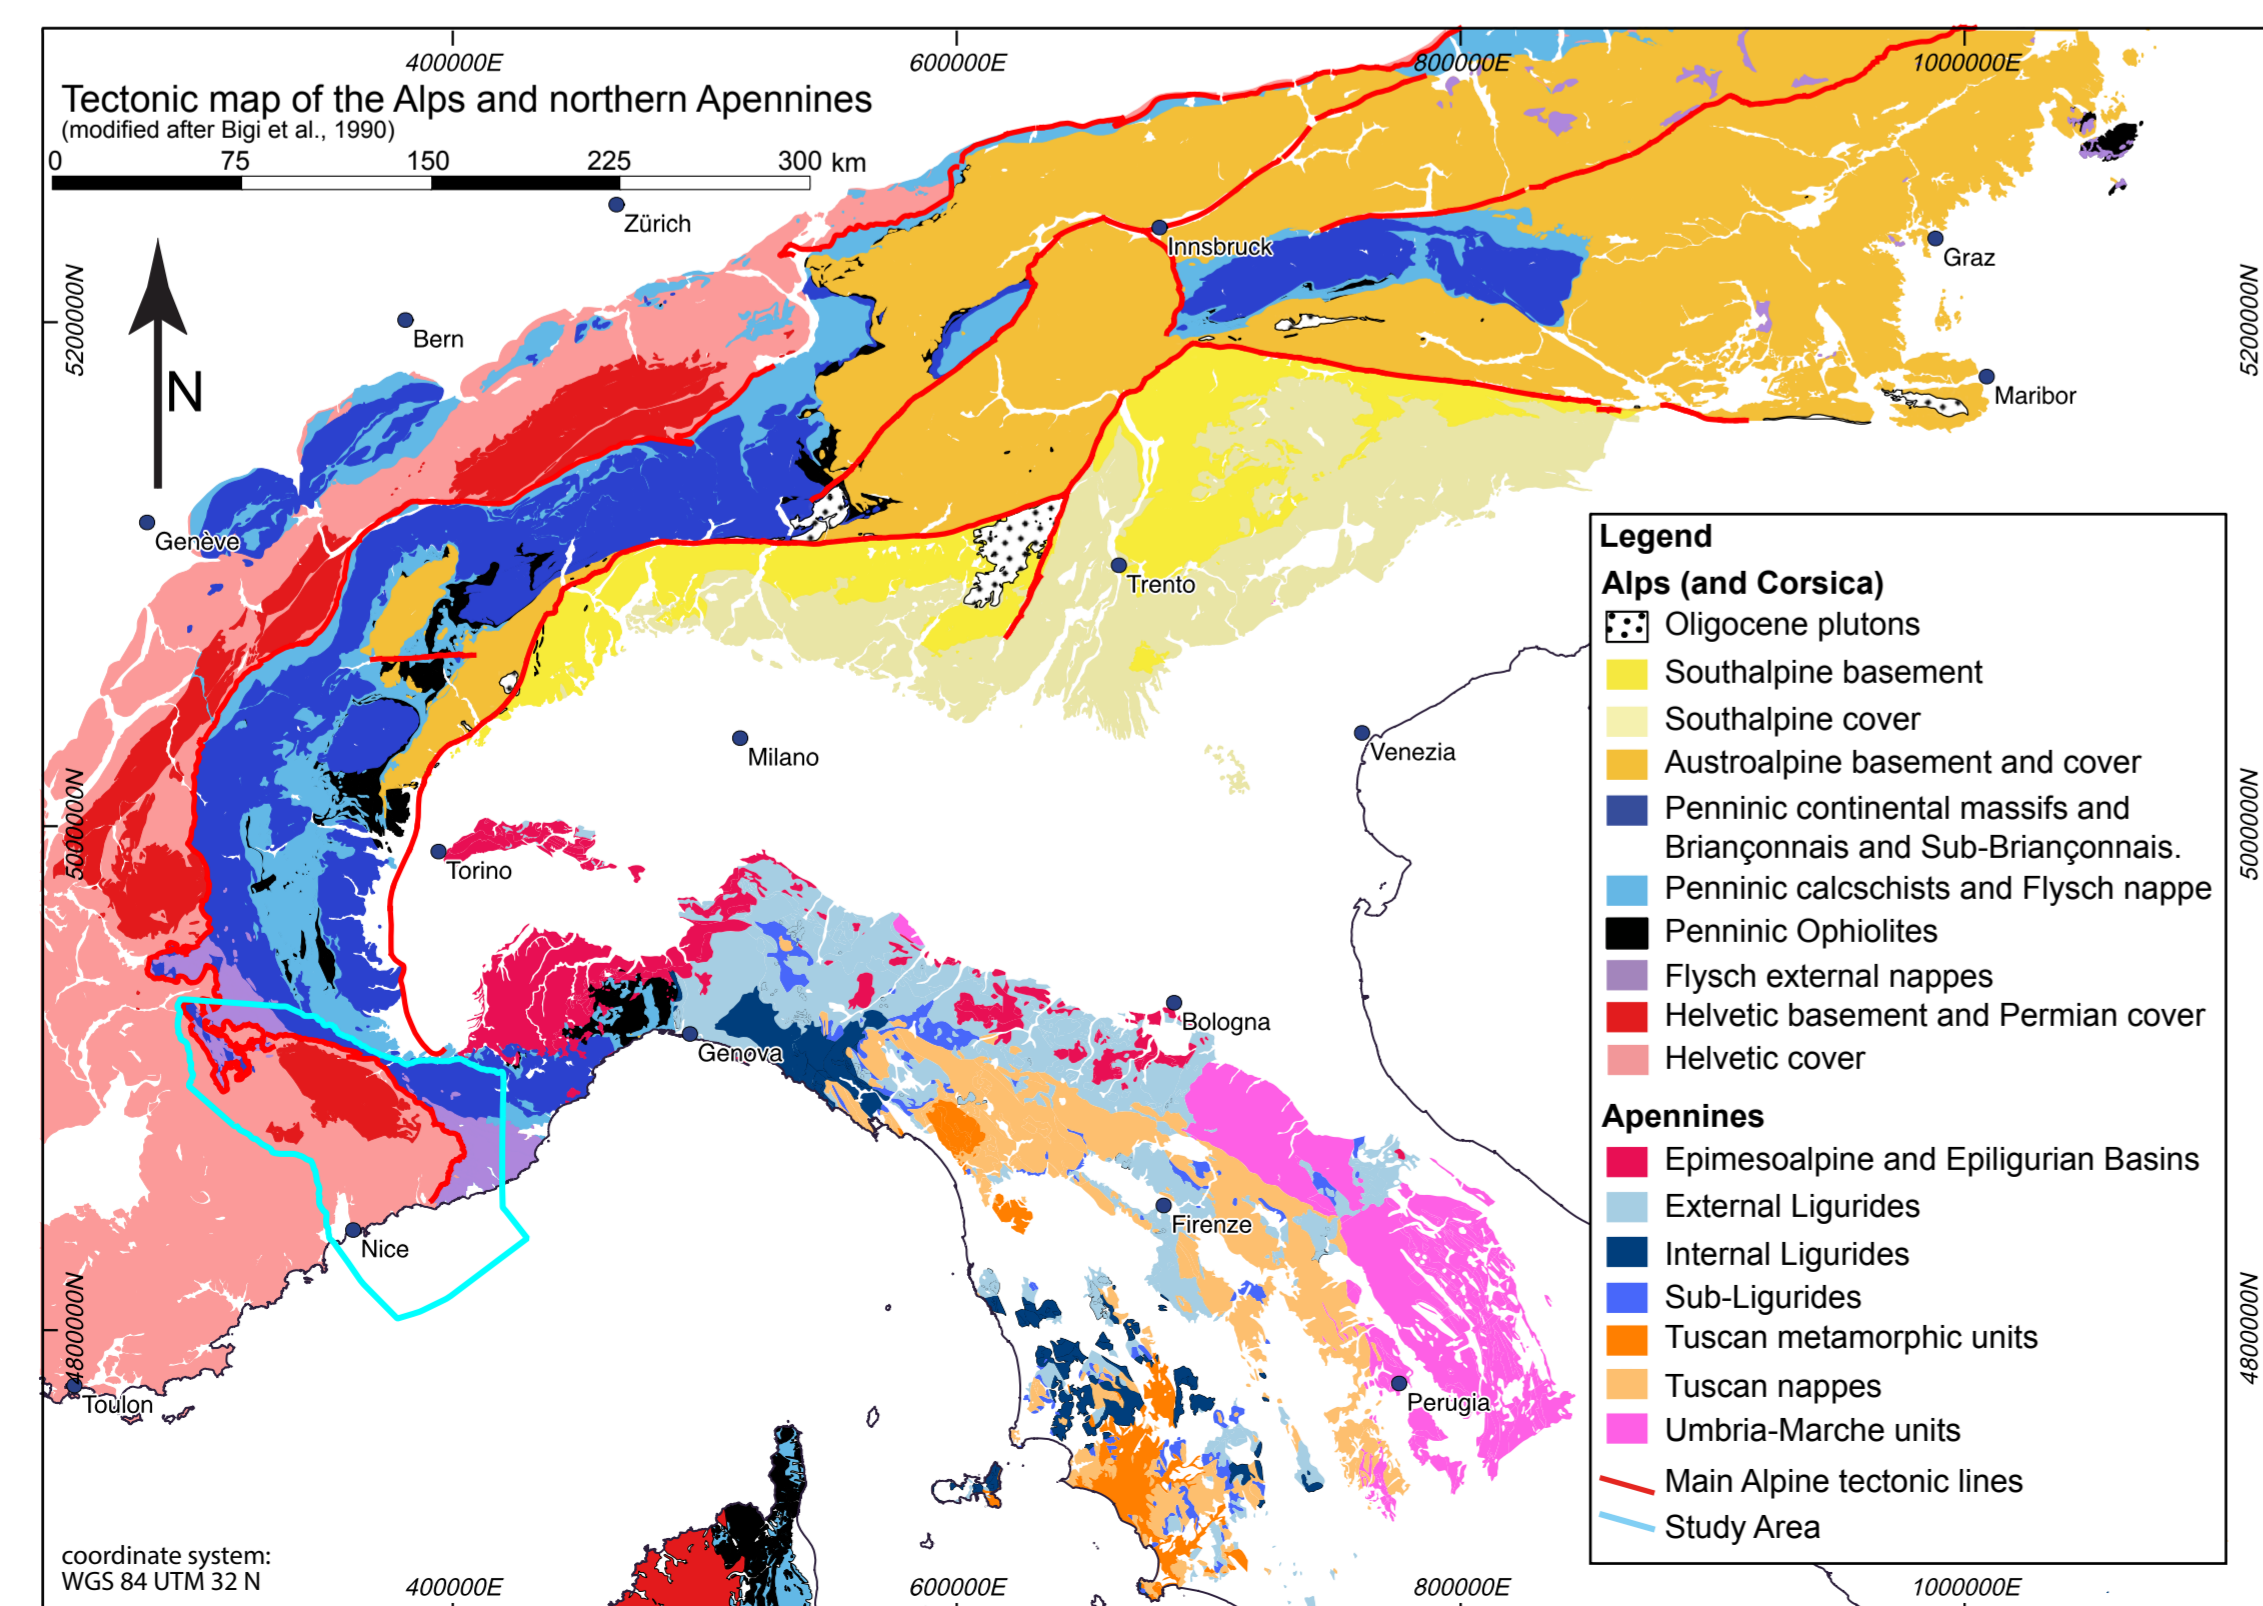 400000E
600000E
800000E
1000000E
Tectonic map of the Alps and northern Apennines
(modified after Bigi et al., 1990)
0 75 150 225 300 km
Zürich
Innsbruck
Graz
5200000N
5200000N
Bern
N
Maribor
Genève
Trento
Milano
Venezia
5000000N
5000000N
Torino
Genova
Bologna
Firenze
Nice
4800000N
4800000N
Toulon
Perugia
Legend
Alps (and Corsica)
Oligocene plutons
Southalpine basement
Southalpine cover
Austroalpine basement and cover
Penninic continental massifs and
Briançonnais and Sub-Briançonnais.
Penninic calcschists and Flysch nappe
Penninic Ophiolites
Flysch external nappes
Helvetic basement and Permian cover
Helvetic cover
Apennines
Epimesoalpine and Epiligurian Basins
External Ligurides
Internal Ligurides
Sub-Ligurides
Tuscan metamorphic units
Tuscan nappes
Umbria-Marche units
Main Alpine tectonic lines
Study Area
coordinate system:
WGS 84 UTM 32 N
400000E
600000E
800000E
1000000E